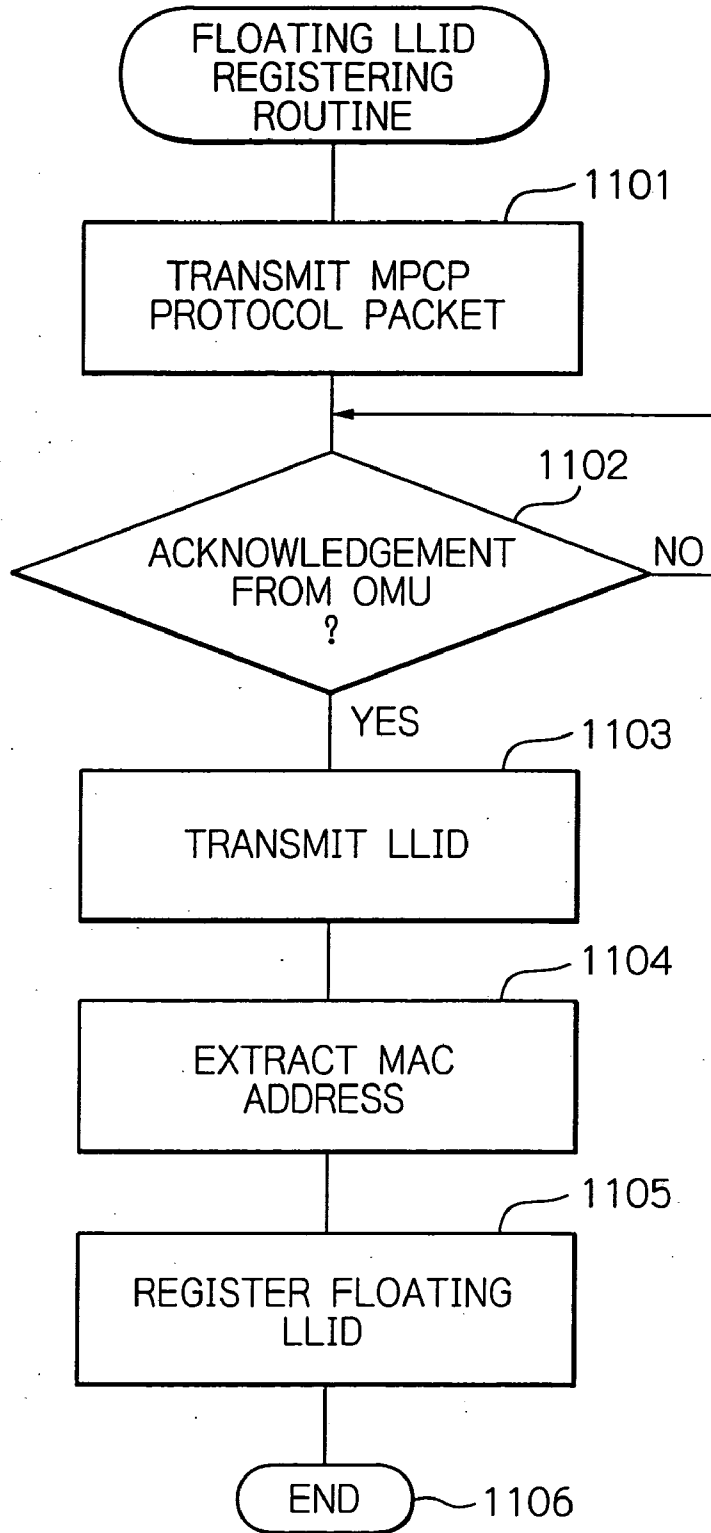 FLOATING LLID
REGISTERING
ROUTINE
1101
TRANSMIT MPCP
PROTOCOL PACKET
1102
ACKNOWLEDGEMENT
FROM OMU
?
NO
YES
1103
TRANSMIT LLID
1104
EXTRACT MAC
ADDRESS
1105
REGISTER FLOATING
LLID
END
1106